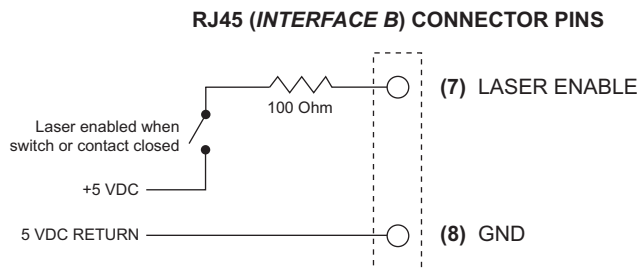 RJ45 (INTERFACE B) CONNECTOR PINS
(7) LASER ENABLE
100 Ohm
Laser enabled when
switch or contact closed
+5 VDC
5 VDC RETURN
(8) GND